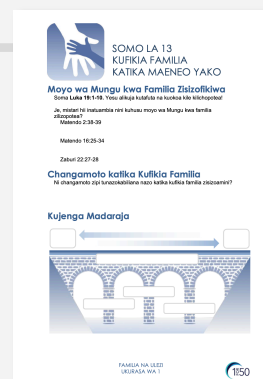 SOMO LA 13
KUFIKIA FAMILIA
KATIKA MAENEO YAKO
Moyo wa Mungu kwa Familia Zisizofikiwa
Soma Luka 19:1-10. Yesu alikuja kutafuta na kuokoa kile kilichopotea!
Je, mistari hii inatuambia nini kuhusu moyo wa Mungu kwa familia
zilizopotea?
Matendo 2:38-39
Matendo 16:25-34
Zaburi 22:27-28
Changamoto katika Kufikia Familia
Ni changamoto zipi tunazokabiliana nazo katika kufikia familia zisizoamini?
Kujenga Madaraja
FAMILIA NA ULEZI
UKURASA WA 1
1150